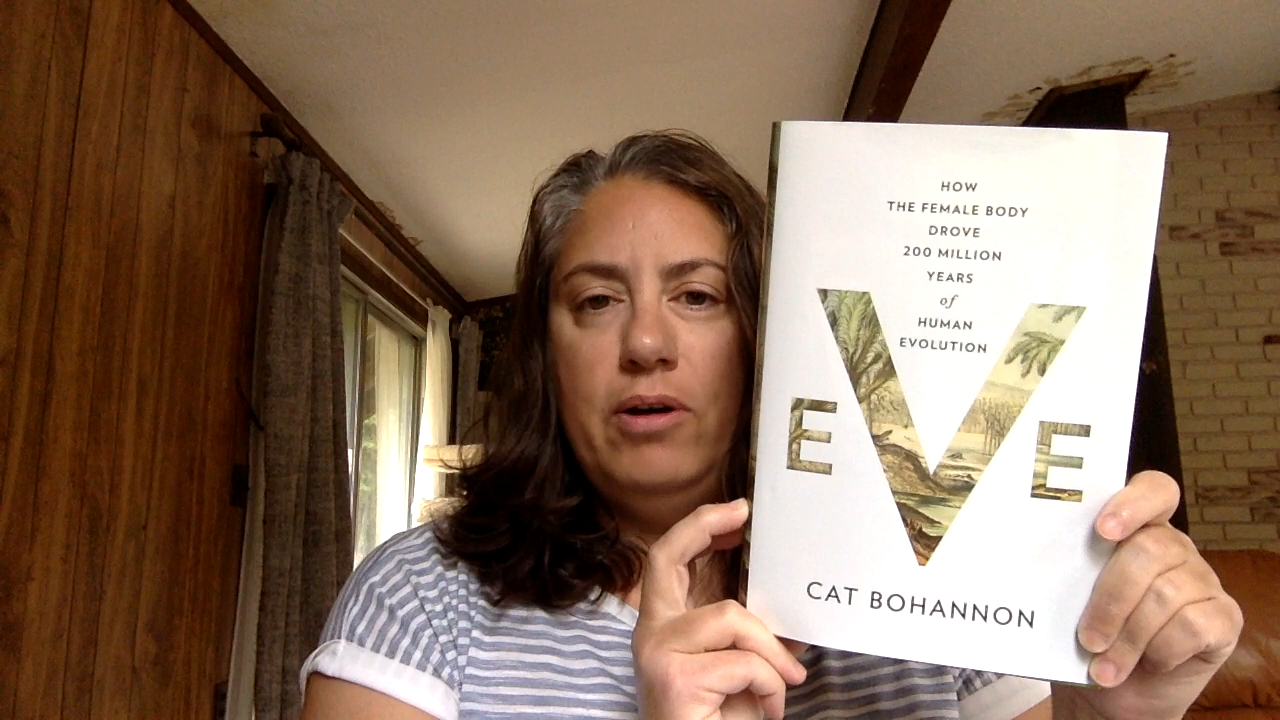 HOW
THE FEMALE BODY
DROVE
200 MILLION
YEARS
of
HUMAN
EVOLUTION
EVE
CAT BOHANNON